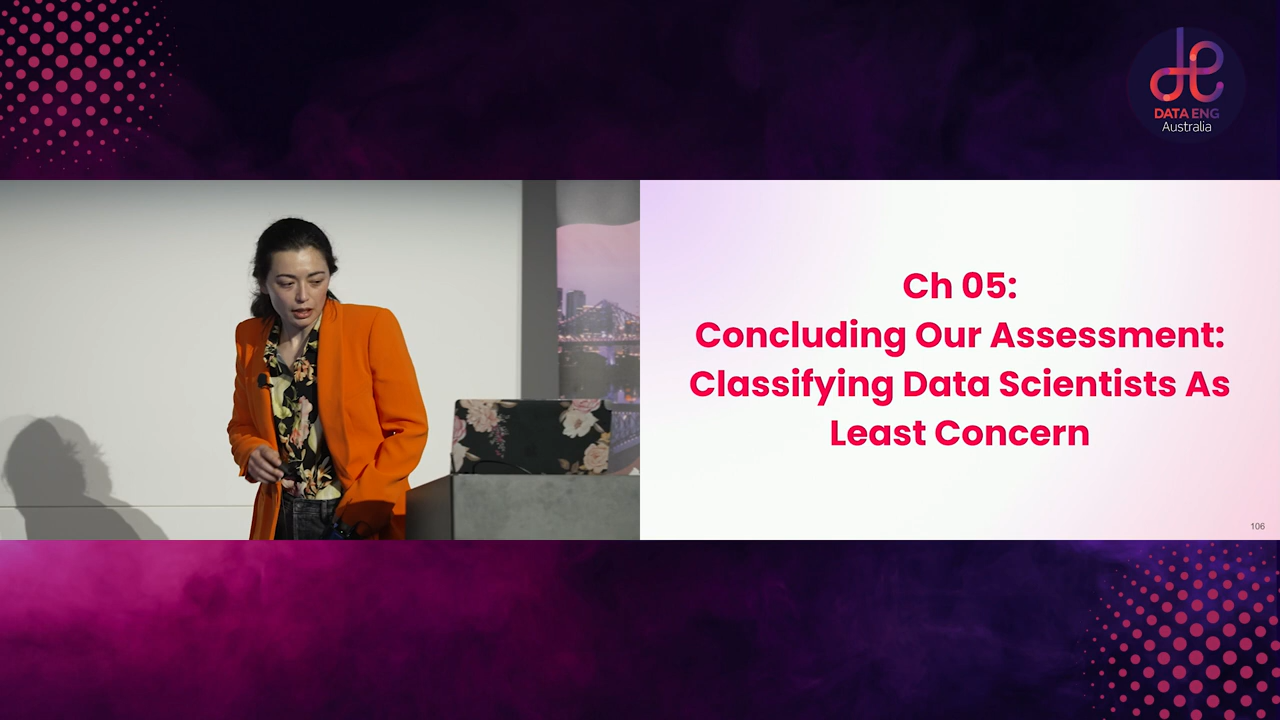 DATA ENG
Australia
Ch 05:
Concluding Our Assessment:
Classifying Data Scientists As
Least Concern
106